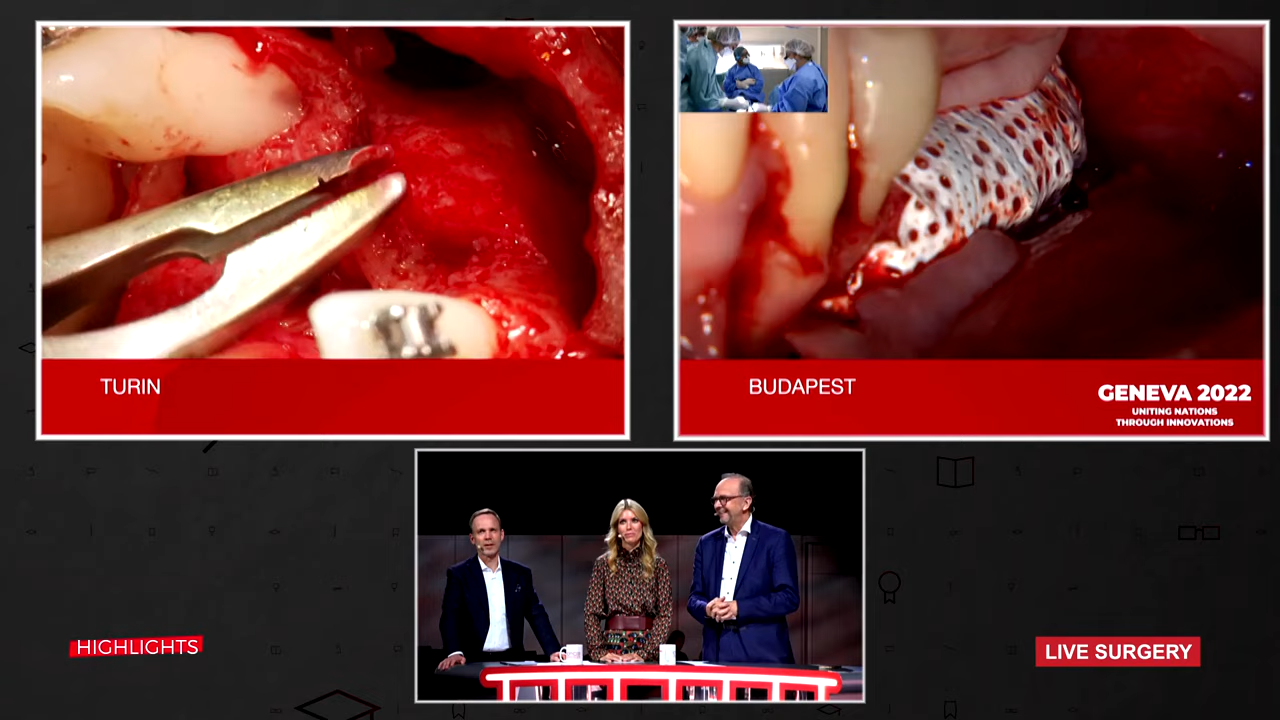 TURIN
BUDAPEST
GENEVA 2022
UNITING NATIONS
THROUGH INNOVATIONS
HIGHLIGHTS
LIVE SURGERY